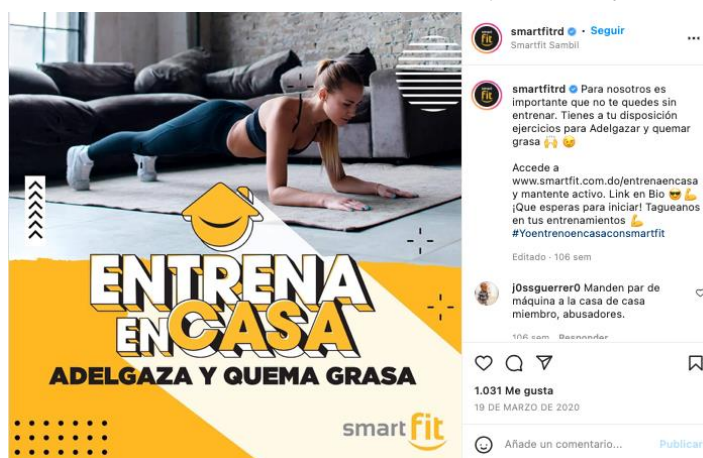 ENTRENA
EN CASA
ADELGAZA Y QUEMA GRASA
smart fit
smartfitrd • Seguir
Smartfit Sambil
smartfitrd Para nosotros es
importante que no te quedes sin
entrenar. Tienes a tu disposición
ejercicios para Adelgazar y quemar
grasa 🙌 😉
Accede a
www.smartfit.com.do/entrenaencasa
y mantente activo. Link en Bio 😎💪
¡Que esperas para iniciar! Tagueanos
en tus entrenamientos 💪
#Yoentrenoencasaconsmartfit
Editado · 106 sem
j0ssguerrer0 Manden par de
máquina a la casa de casa
miembro, abusadores.
106 sem Responder
1.031 Me gusta
19 DE MARZO DE 2020
Añade un comentario... Publicar